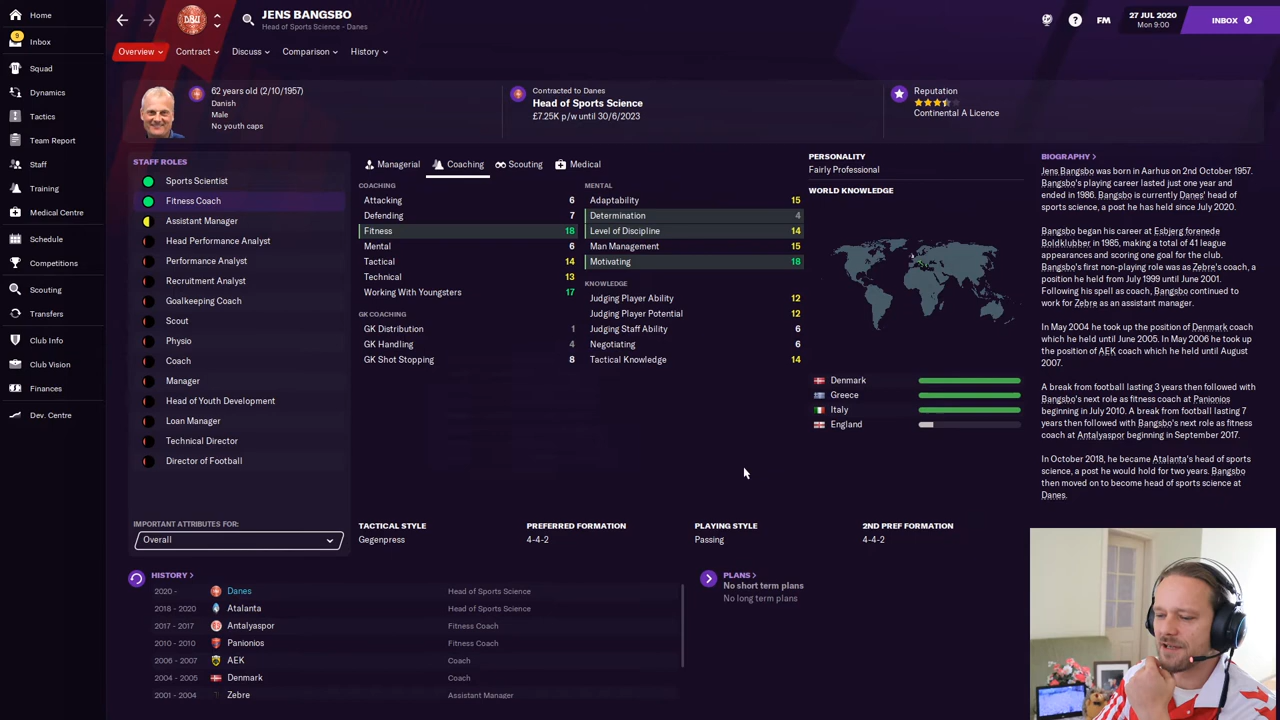 Home
9
Inbox
Squad
Dynamics
Tactics
Team Report
Staff
Training
Medical Centre
Schedule
Competitions
Scouting
Transfers
Club Info
Club Vision
Finances
Dev. Centre
DBU
JENS BANGSBO
Head of Sports Science - Danes
?
FM
27 JUL 2020
Mon 9:00
INBOX
Overview
Contract
Discuss
Comparison
History
62 years old (2/10/1957)
Danish
Male
No youth caps
Contracted to Danes
Head of Sports Science
£7.25K p/w until 30/6/2023
Reputation
Continental A Licence
STAFF ROLES
Sports Scientist
Fitness Coach
Assistant Manager
Head Performance Analyst
Performance Analyst
Recruitment Analyst
Goalkeeping Coach
Scout
Physio
Coach
Manager
Head of Youth Development
Loan Manager
Technical Director
Director of Football
IMPORTANT ATTRIBUTES FOR:
Overall
Managerial
Coaching
Scouting
Medical
COACHING
Attacking 6
Defending 7
Fitness 18
Mental 6
Tactical 14
Technical 13
Working With Youngsters 17
GK COACHING
GK Distribution 1
GK Handling 4
GK Shot Stopping 8
MENTAL
Adaptability 15
Determination 4
Level of Discipline 14
Man Management 15
Motivating 18
KNOWLEDGE
Judging Player Ability 12
Judging Player Potential 12
Judging Staff Ability 6
Negotiating 6
Tactical Knowledge 14
PERSONALITY
Fairly Professional
WORLD KNOWLEDGE
Denmark
Greece
Italy
England
BIOGRAPHY >
Jens Bangsbo was born in Aarhus on 2nd October 1957.
Bangsbo's playing career lasted just one year and
ended in 1986. Bangsbo is currently Danes' head of
sports science, a post he has held since July 2020.
Bangsbo began his career at Esbjerg forenede
Boldklubber in 1985, making a total of 41 league
appearances and scoring one goal for the club.
Bangsbo's first non-playing role was as Zebre's coach, a
position he held from July 1999 until June 2001.
Following his spell as coach, Bangsbo continued to
work for Zebre as an assistant manager.
In May 2004 he took up the position of Denmark coach
which he held until June 2005. In May 2006 he took up
the position of AEK coach which he held until August
2007.
A break from football lasting 3 years then followed with
Bangsbo's next role as fitness coach at Panionios
beginning in July 2010. A break from football lasting 7
years then followed with Bangsbo's next role as fitness
coach at Antalyaspor beginning in September 2017.
In October 2018, he became Atalanta's head of sports
science, a post he would hold for two years. Bangsbo
then moved on to become head of sports science at
Danes.
TACTICAL STYLE
Gegenpress
PREFERRED FORMATION
4-4-2
PLAYING STYLE
Passing
2ND PREF FORMATION
4-4-2
HISTORY >
2020 - Danes Head of Sports Science
2018 - 2020 Atalanta Head of Sports Science
2017 - 2017 Antalyaspor Fitness Coach
2010 - 2010 Panionios Fitness Coach
2006 - 2007 AEK Coach
2004 - 2005 Denmark Coach
2001 - 2004 Zebre Assistant Manager
PLANS >
No short term plans
No long term plans